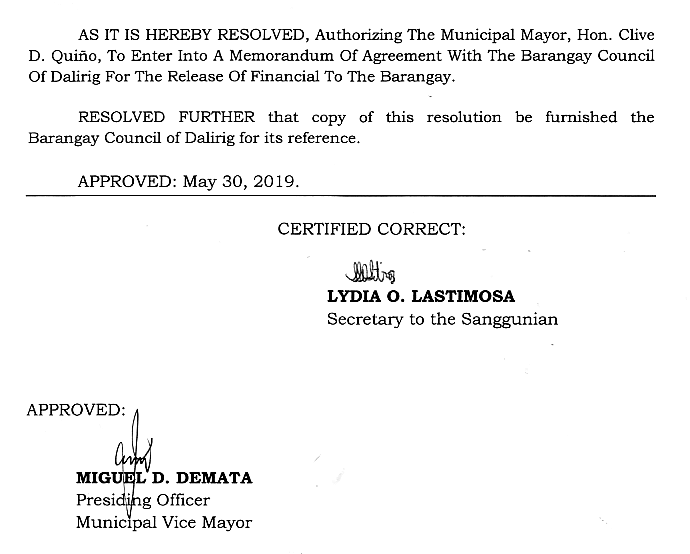 AS IT IS HEREBY RESOLVED, Authorizing The Municipal Mayor, Hon. Clive
D. Quiño, To Enter Into A Memorandum Of Agreement With The Barangay Council
Of Dalirig For The Release Of Financial To The Barangay.
RESOLVED FURTHER that copy of this resolution be furnished the
Barangay Council of Dalirig for its reference.
APPROVED: May 30, 2019.
CERTIFIED CORRECT:
LYDIA O. LASTIMOSA
Secretary to the Sanggunian
APPROVED:
MIGUEL D. DEMATA
Presiding Officer
Municipal Vice Mayor